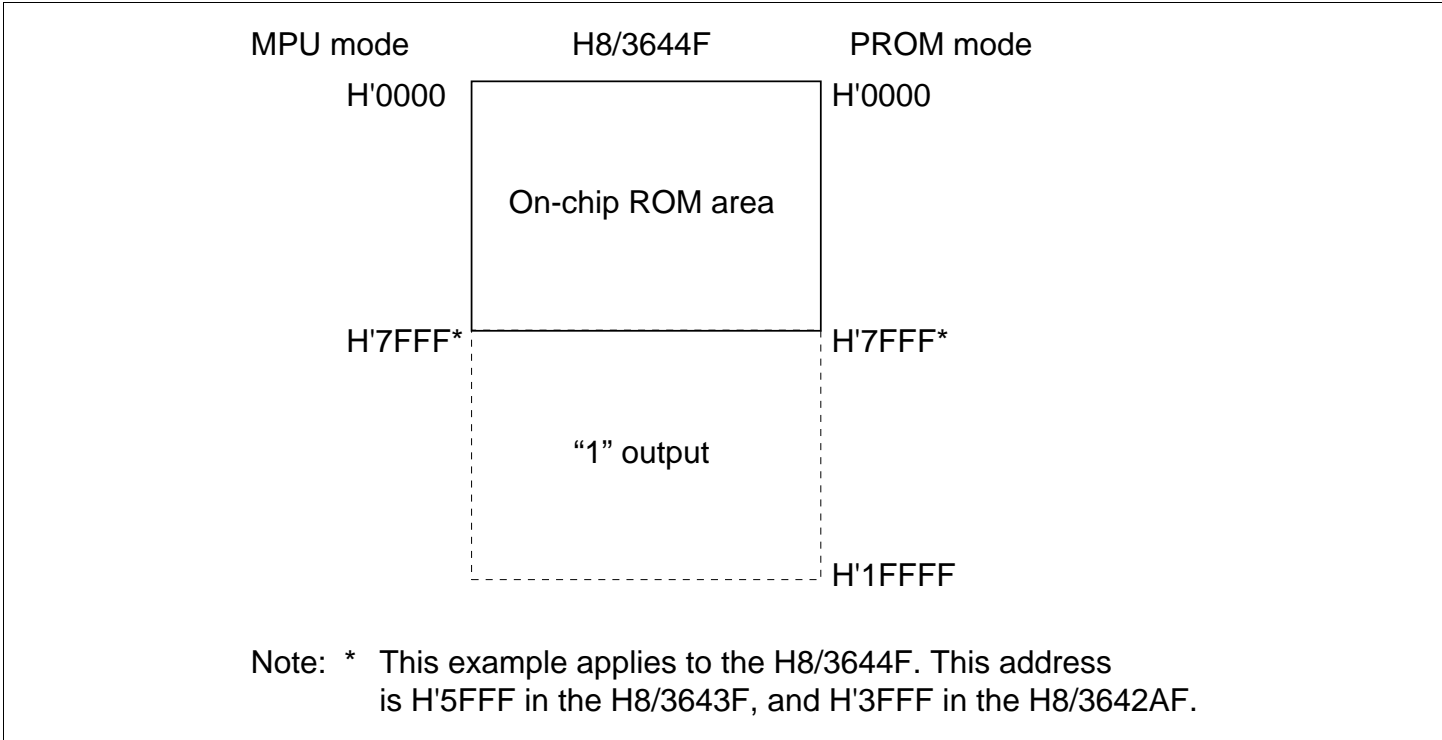 MPU mode H8/3644F PROM mode
H'0000 H'0000
On-chip ROM area
H'7FFF* H'7FFF*
“1” output
H'1FFFF
Note: * This example applies to the H8/3644F. This address
is H'5FFF in the H8/3643F, and H'3FFF in the H8/3642AF.